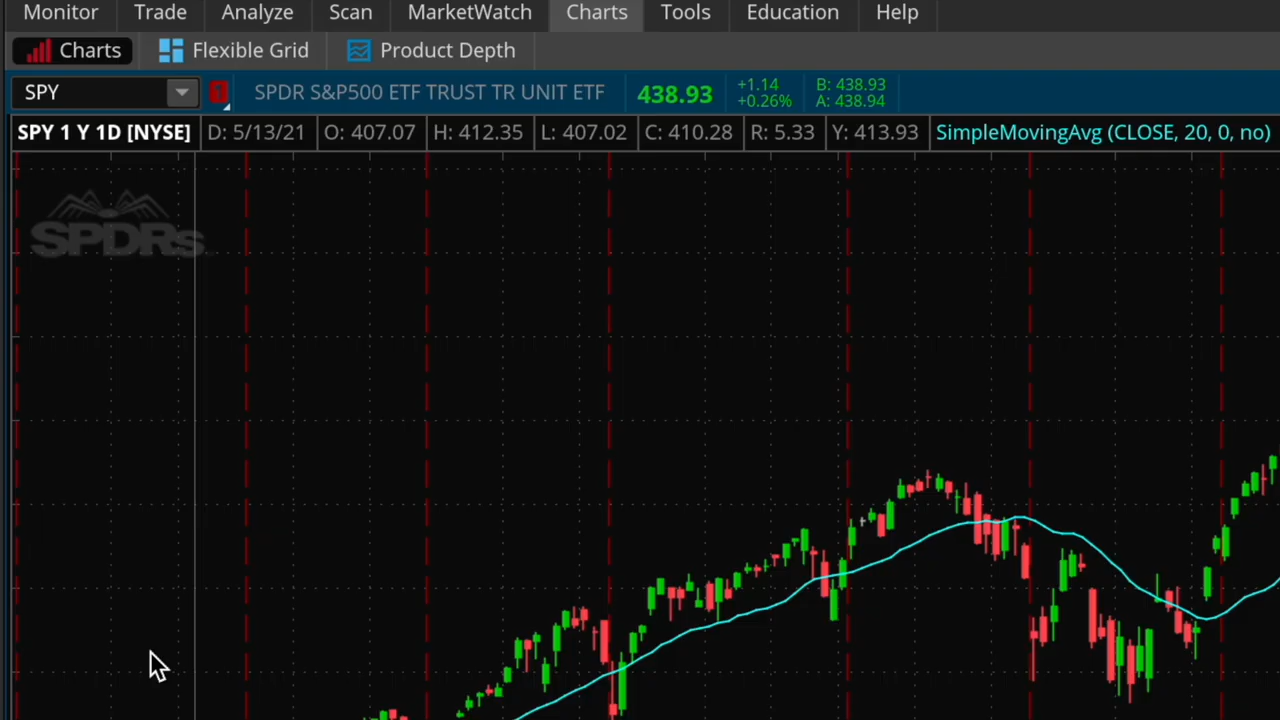 Monitor Trade Analyze Scan MarketWatch Charts Tools Education Help
Charts Flexible Grid Product Depth
SPY 1 SPDR S&P500 ETF TRUST TR UNIT ETF 438.93 +1.14 B: 438.93
+0.26% A: 438.94
SPY 1 Y 1D [NYSE] D: 5/13/21 O: 407.07 H: 412.35 L: 407.02 C: 410.28 R: 5.33 Y: 413.93 SimpleMovingAvg (CLOSE, 20, 0, no)
SPDRs